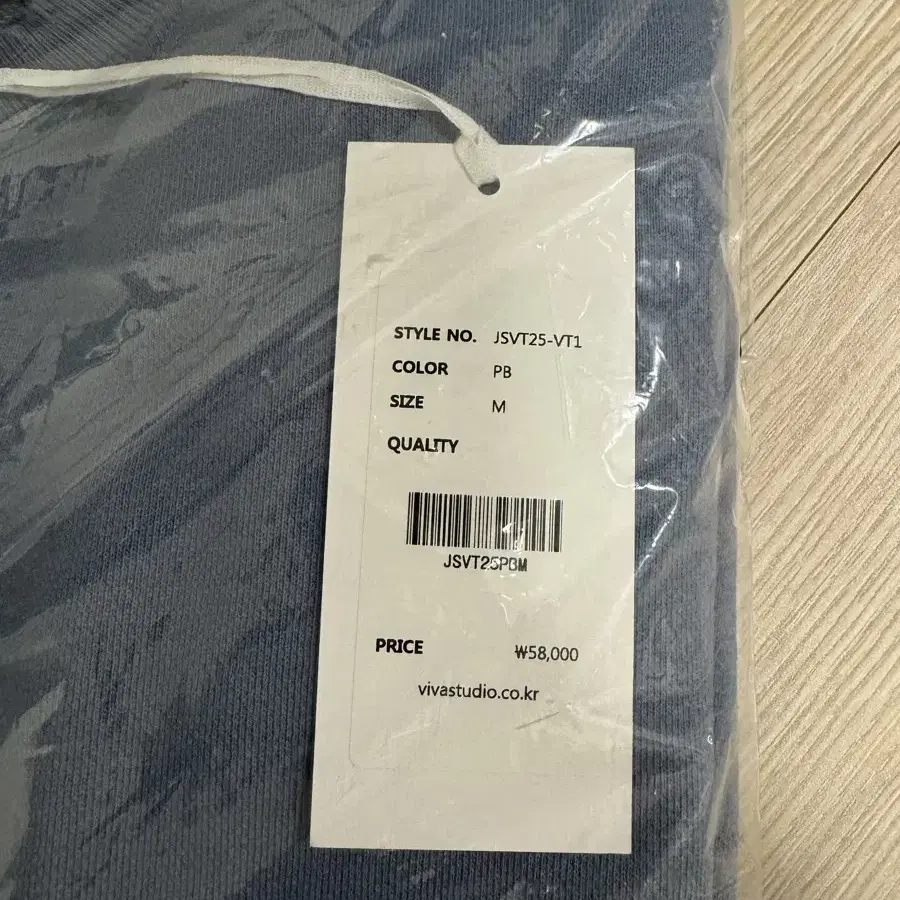 STYLE NO. JSVT25-VT1
COLOR PB
SIZE M
QUALITY
JSVT25PBM
PRICE ₩58,000
vivastudio.co.kr